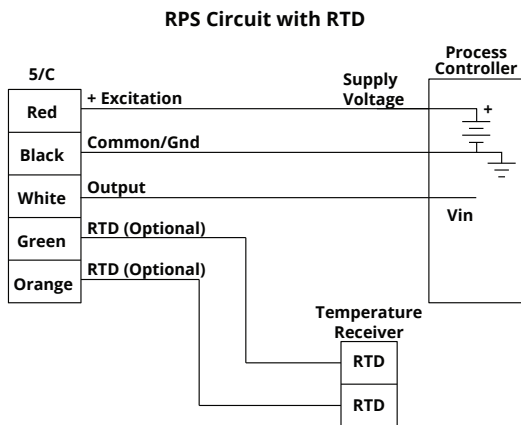 RPS Circuit with RTD
Process
Controller
5/C
Supply
Voltage
Red
+ Excitation
+
Black
Common/Gnd
White
Output
Vin
Green
RTD (Optional)
Orange
RTD (Optional)
Temperature
Receiver
RTD
RTD